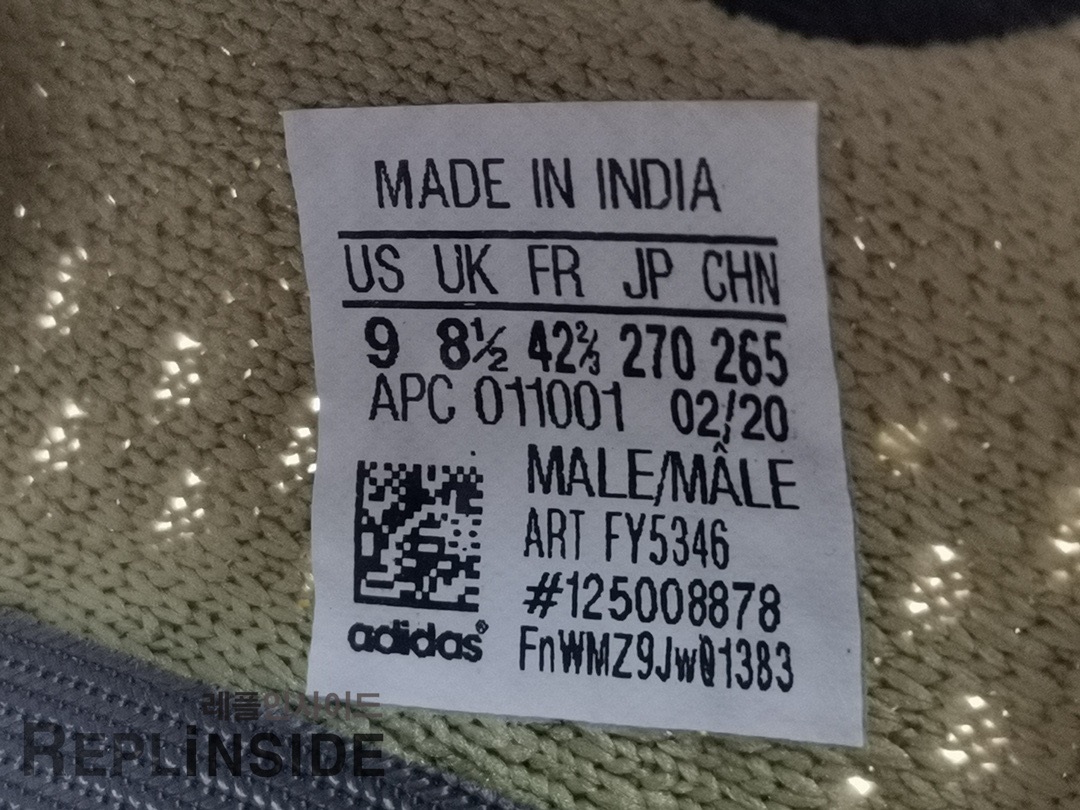 MADE IN INDIA
US UK FR JP CHN
9 8½ 42⅔ 270 265
APC 011001 02/20
MALE/MÂLE
ART FY5346
#125008878
adidas®
레플인사이드
REPLiNSIDE